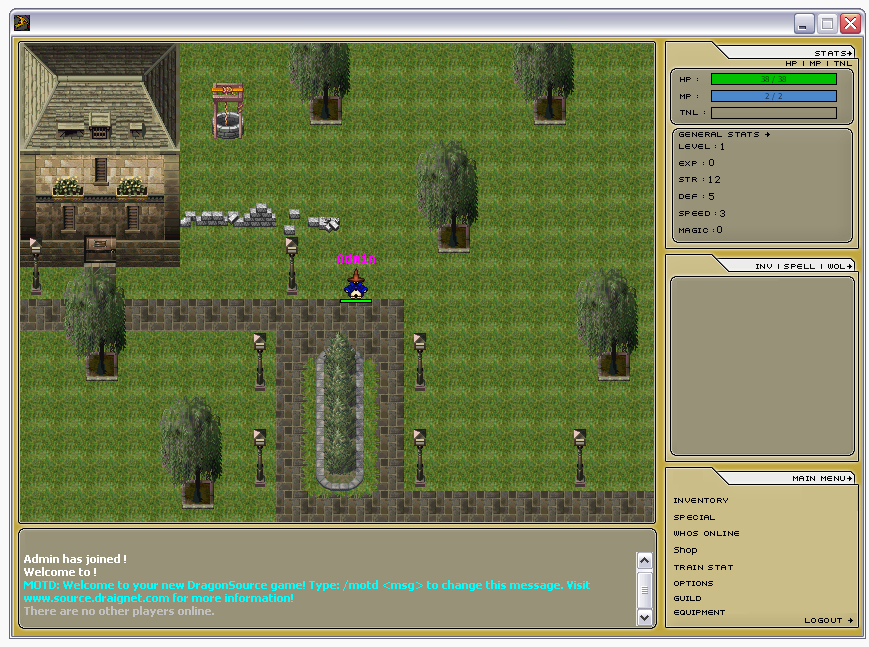 STATS
HP | MP | TNL
HP : 38 / 38
MP : 2 / 2
TNL :
GENERAL STATS
LEVEL : 1
EXP : 0
STR : 12
DEF : 5
SPEED : 3
MAGIC : 0
Admin
INV | SPELL | WOL
MAIN MENU
INVENTORY
SPECIAL
WHOS ONLINE
Shop
TRAIN STAT
OPTIONS
GUILD
EQUIPMENT
LOGOUT
Admin has joined !
Welcome to !
MOTD: Welcome to your new DragonSource game! Type: /motd <msg> to change this message. Visit
www.source.draignet.com for more information!
There are no other players online.